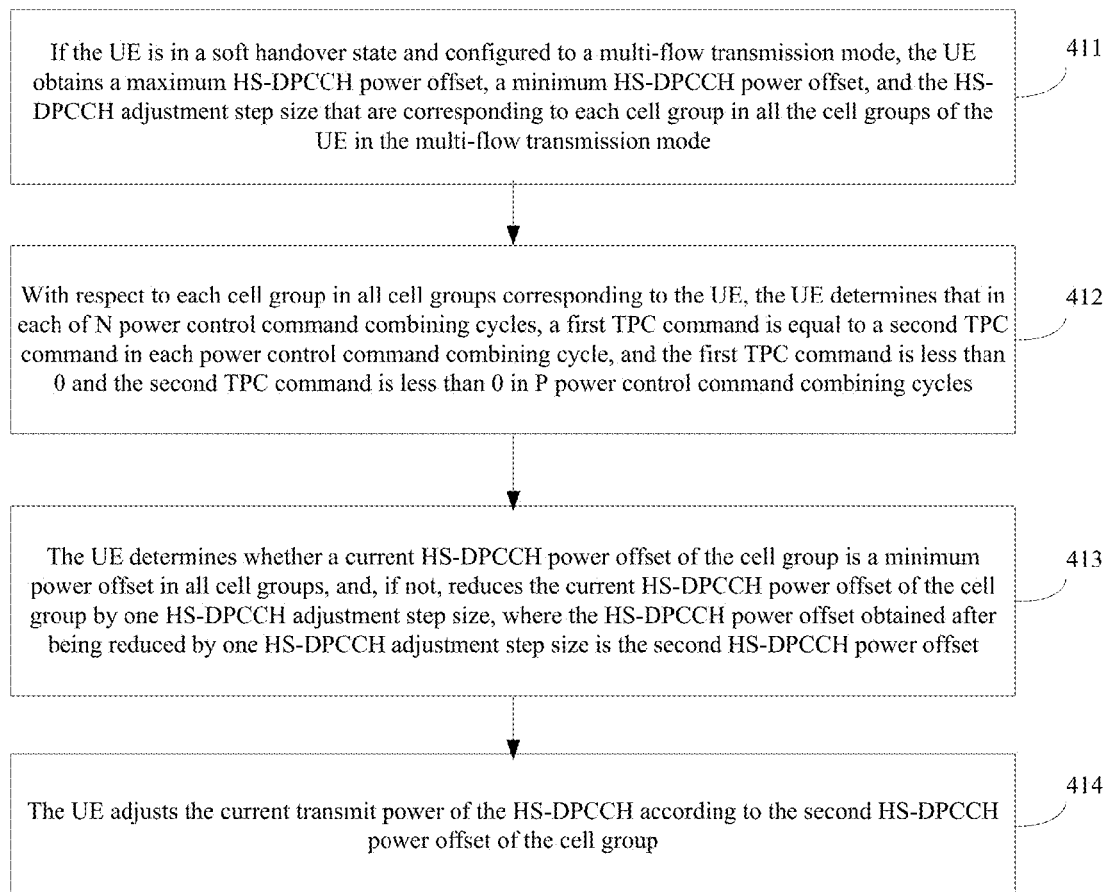 If the UE is in a soft handover state and configured to a multi-flow transmission mode, the UE
obtains a maximum HS-DPCCH power offset, a minimum HS-DPCCH power offset, and the HS-
DPCCH adjustment step size that are corresponding to each cell group in all the cell groups of the
UE in the multi-flow transmission mode
411
With respect to each cell group in all cell groups corresponding to the UE, the UE determines that in
each of N power control command combining cycles, a first TPC command is equal to a second TPC
command in each power control command combining cycle, and the first TPC command is less than
0 and the second TPC command is less than 0 in P power control command combining cycles
412
The UE determines whether a current HS-DPCCH power offset of the cell group is a minimum
power offset in all cell groups, and, if not, reduces the current HS-DPCCH power offset of the cell
group by one HS-DPCCH adjustment step size, where the HS-DPCCH power offset obtained after
being reduced by one HS-DPCCH adjustment step size is the second HS-DPCCH power offset
413
The UE adjusts the current transmit power of the HS-DPCCH according to the second HS-DPCCH
power offset of the cell group
414